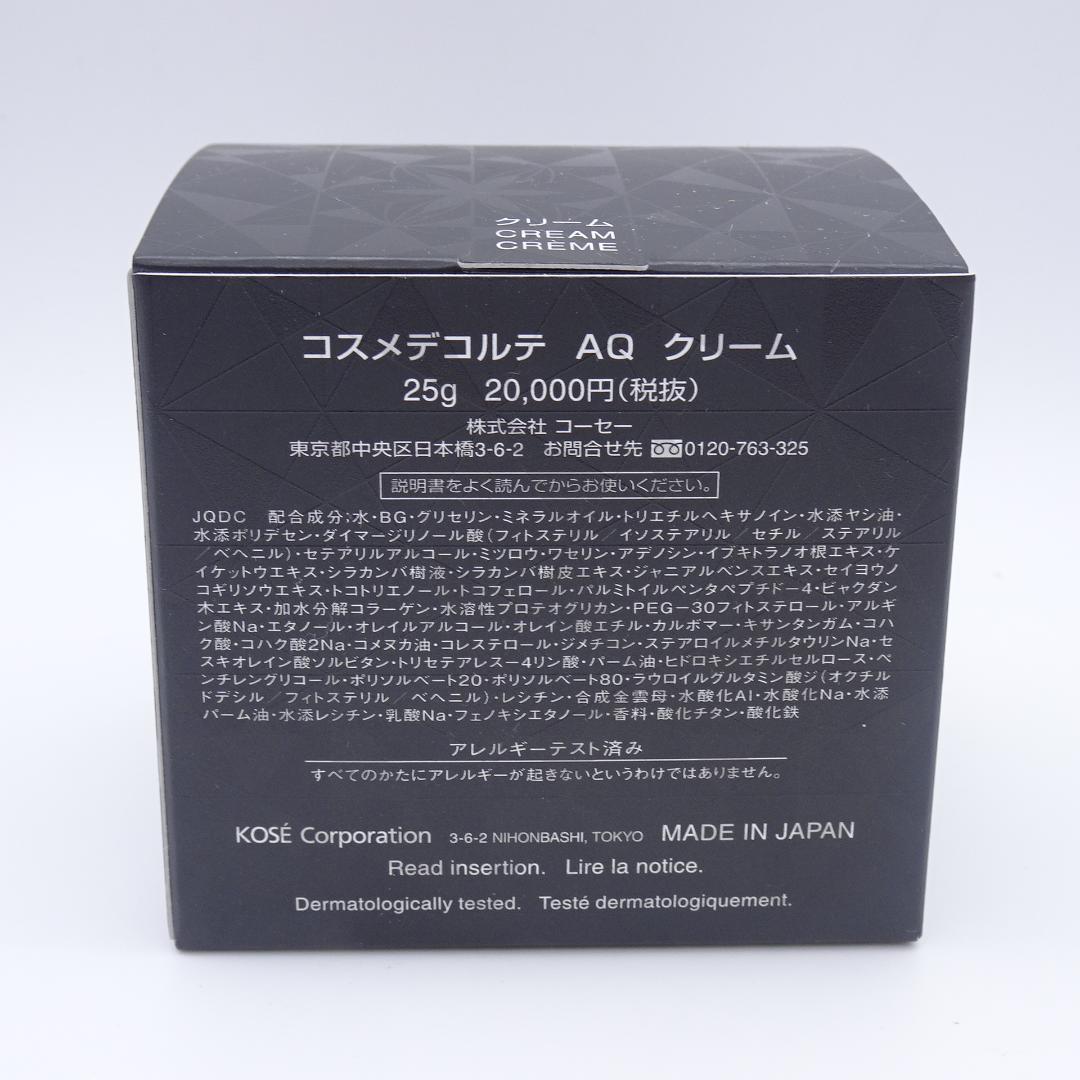 クリーム
CREAM
CRÈME
コスメデコルテ AQ クリーム
25g 20,000円(税抜)
株式会社 コーセー
東京都中央区日本橋3-6-2 お問合せ先 0120-763-325
説明書をよく読んでからお使いください。
JQDC 配合成分;水・BG・グリセリン・ミネラルオイル・トリエチルヘキサノイン・水添ヤシ油・
水添ポリデセン・ダイマージリノール酸(フィトステリル/イソステアリル/セチル/ステアリル
/ベヘニル)・セテアリルアルコール・ミツロウ・ワセリン・アデノシン・イブキトラノオ根エキス・ケ
イケットウエキス・シラカンバ樹液・シラカンバ樹皮エキス・ジャニアルベンスエキス・セイヨウノ
コギリソウエキス・トコトリエノール・トコフェロール・パルミトイルペンタペプチド-4・ビャクダン
木エキス・加水分解コラーゲン・水溶性プロテオグリカン・PEG-30フィトステロール・アルギ
ン酸Na・エタノール・オレイルアルコール・オレイン酸エチル・カルボマー・キサンタンガム・コハ
ク酸・コハク酸2Na・コメヌカ油・コレステロール・ジメチコン・ステアロイルメチルタウリンNa・セ
スキオレイン酸ソルビタン・トリセテアレス-4リン酸・パーム油・ヒドロキシエチルセルロース・ペ
ンチレングリコール・ポリソルベート20・ポリソルベート80・ラウロイルグルタミン酸ジ(オクチル
ドデシル/フィトステリル/ベヘニル)・レシチン・合成金雲母・水酸化Al・水酸化Na・水添
パーム油・水添レシチン・乳酸Na・フェノキシエタノール・香料・酸化チタン・酸化鉄
アレルギーテスト済み
すべてのかたにアレルギーが起きないというわけではありません。
KOSÉ Corporation 3-6-2 NIHONBASHI, TOKYO MADE IN JAPAN
Read insertion. Lire la notice.
Dermatologically tested. Testé dermatologiquement.